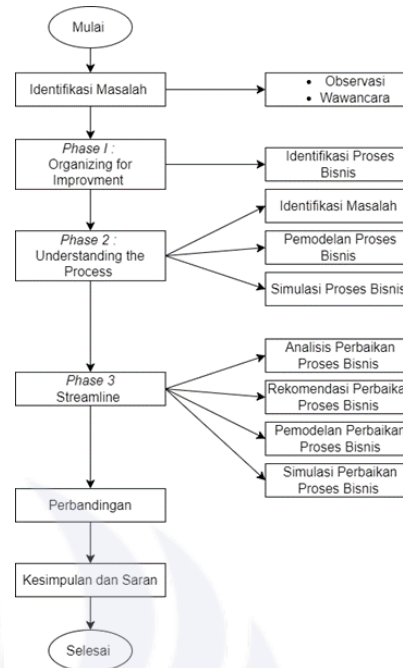 Mulai
Identifikasi Masalah
• Observasi
• Wawancara
Phase I :
Organizing for
Improvment
Identifikasi Proses
Bisnis
Phase 2 :
Understanding the
Process
Identifikasi Masalah
Pemodelan Proses
Bisnis
Simulasi Proses Bisnis
Phase 3
Streamline
Analisis Perbaikan
Proses Bisnis
Rekomendasi Perbaikan
Proses Bisnis
Pemodelan Perbaikan
Proses Bisnis
Simulasi Perbaikan
Proses Bisnis
Perbandingan
Kesimpulan dan Saran
Selesai